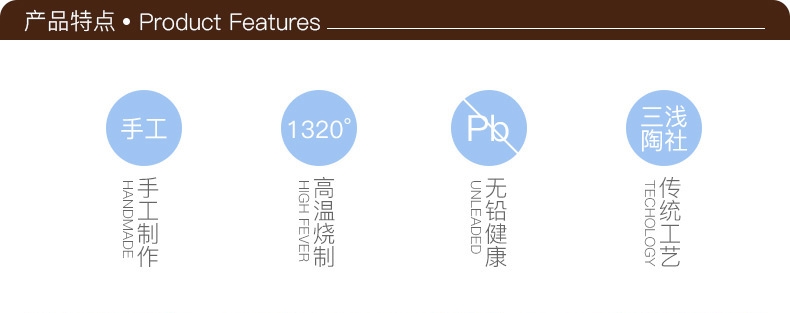 产品特点 • Product Features
手工
手工制作
HANDMADE
1320°
高温烧制
HIGH FEVER
Pb
无铅健康
UNLEADED
三浅
陶社
传统工艺
TECHOLOGY